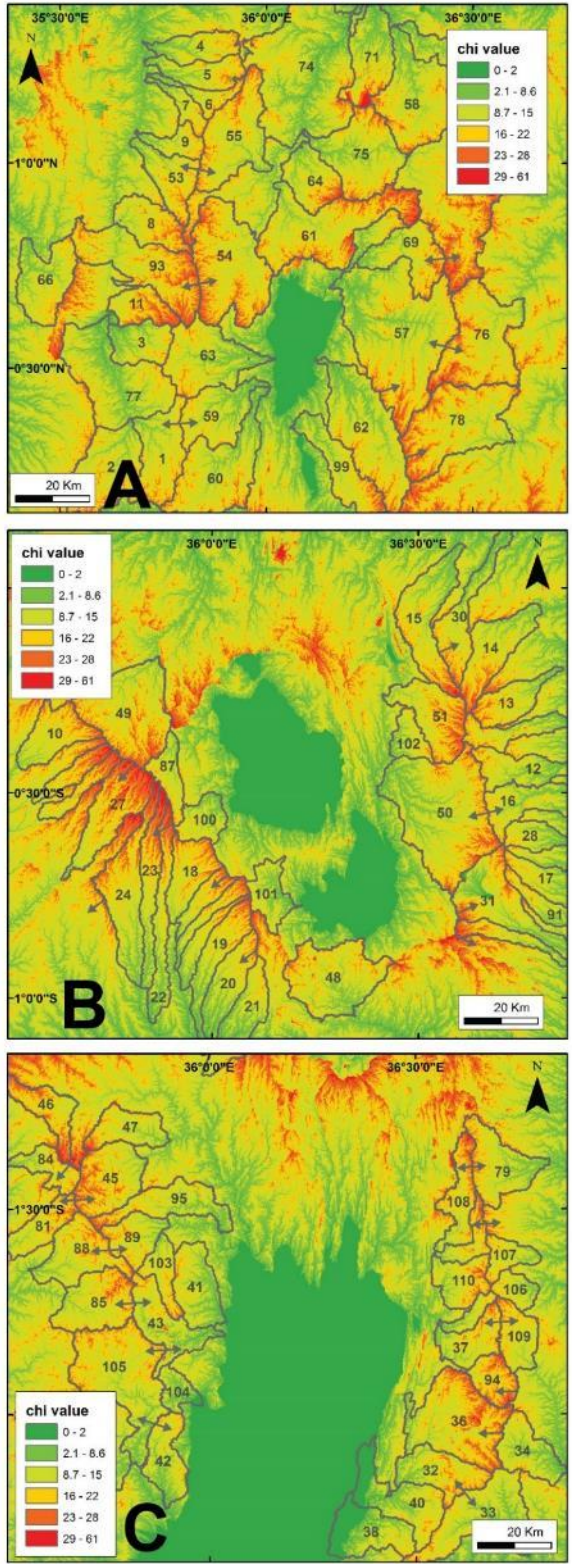 35°30'0"E 36°0'0"E 36°30'0"E
N
4
74
71
chi value
0 - 2
2.1 - 8.6
8.7 - 15
16 - 22
23 - 28
29 - 61
5
58
7 6
55
9
75
1°0'0"N
53
64
8
61
69
54
93
66
11
57
76
3
63
0°30'0"N
77
59
62
78
2 1
60
99
20 Km
A
20 Km
36°0'0"E 36°30'0"E
N
chi value
0 - 2
2.1 - 8.6
8.7 - 15
16 - 22
23 - 28
29 - 61
15 30
14
49
51
13
10
102
87
12
0°30'0"S
27
100
50
16
28
23
18
17
24
101
31
91
19
48
20
1°0'0"S
22
21
B
20 Km
36°0'0"E 36°30'0"E
N
46
47
84
45
79
95
108
1°30'0"S
81
88
89
107
103
41
110
106
85
43
37
109
105
94
104
36
chi value
0 - 2
2.1 - 8.6
8.7 - 15
16 - 22
23 - 28
29 - 61
42
34
32
40
33
38
C
20 Km